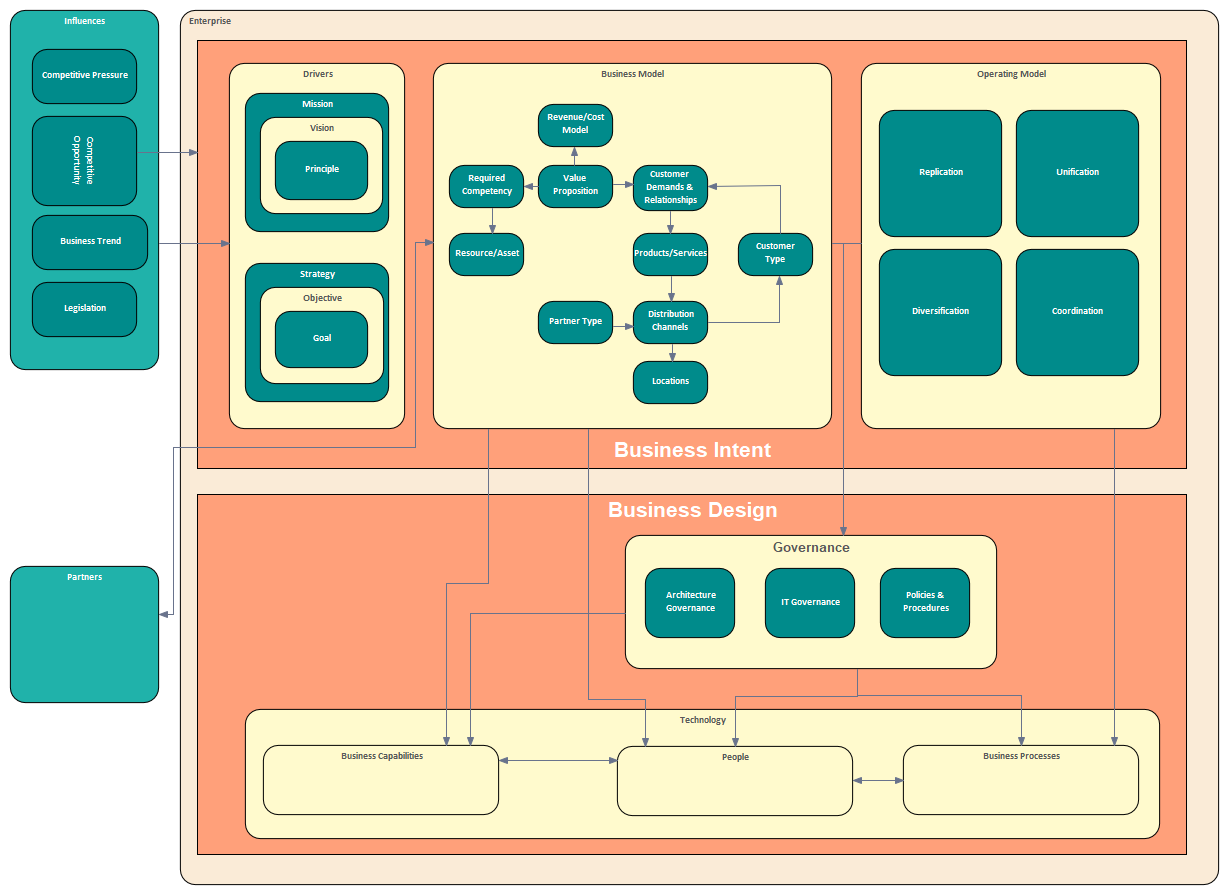 Influences
Competitive Pressure
Competitive
Opportunity
Business Trend
Legislation
Enterprise
Drivers
Mission
Vision
Principle
Strategy
Objective
Goal
Business Model
Revenue/Cost
Model
Required
Competency
Value
Proposition
Customer
Demands &
Relationships
Resource/Asset
Products/Services
Customer
Type
Partner Type
Distribution
Channels
Locations
Operating Model
Replication
Unification
Diversification
Coordination
Business Intent
Business Design
Governance
Architecture
Governance
IT Governance
Policies &
Procedures
Partners
Technology
Business Capabilities
People
Business Processes